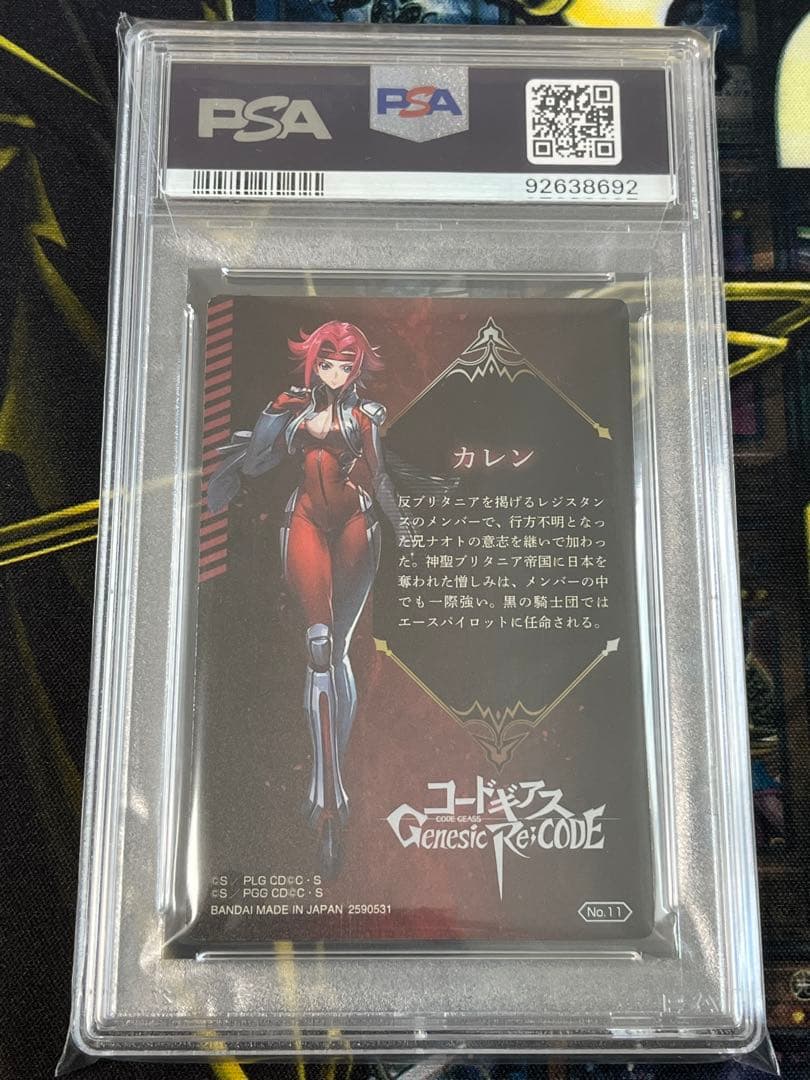 PSA
PSA
92638692
カレン
反ブリタニアを掲げるレジスタン
スのメンバーで、行方不明となっ
た兄ナオトの意志を継いで加わっ
た。神聖ブリタニア帝国に日本を
奪われた憎しみは、メンバーの中
でも一際強い。黒の騎士団では
エースパイロットに任命される。
コードギアス
CODE GEASS
Genesic Re;CODE
©S／PLG CD©C・S
©S／PGG CD©C・S
BANDAI MADE IN JAPAN 2590531
No.11